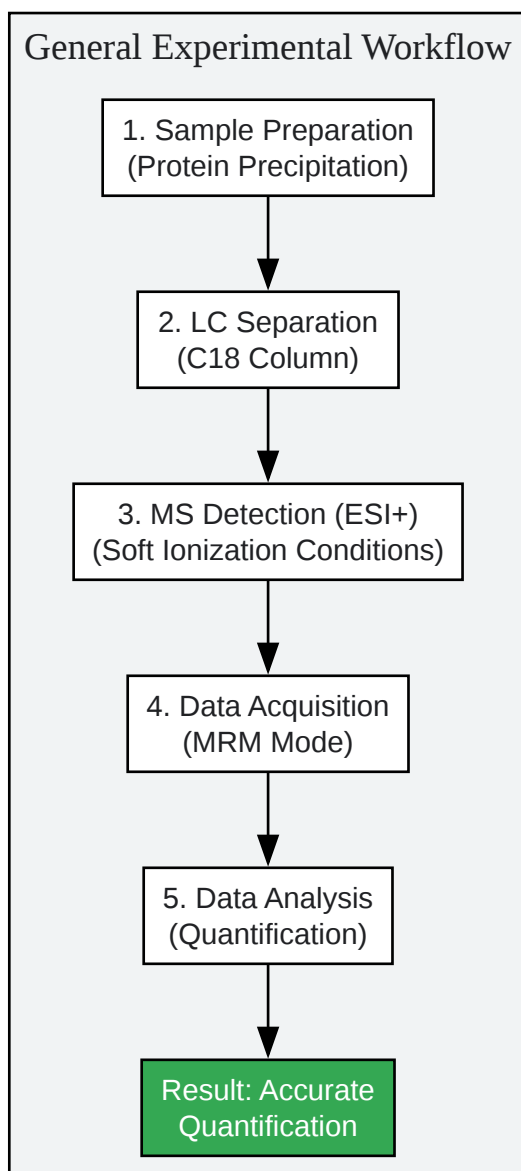 General Experimental Workflow
1. Sample Preparation
(Protein Precipitation)
2. LC Separation
(C18 Column)
3. MS Detection (ESI+)
(Soft Ionization Conditions)
4. Data Acquisition
(MRM Mode)
5. Data Analysis
(Quantification)
Result: Accurate
Quantification